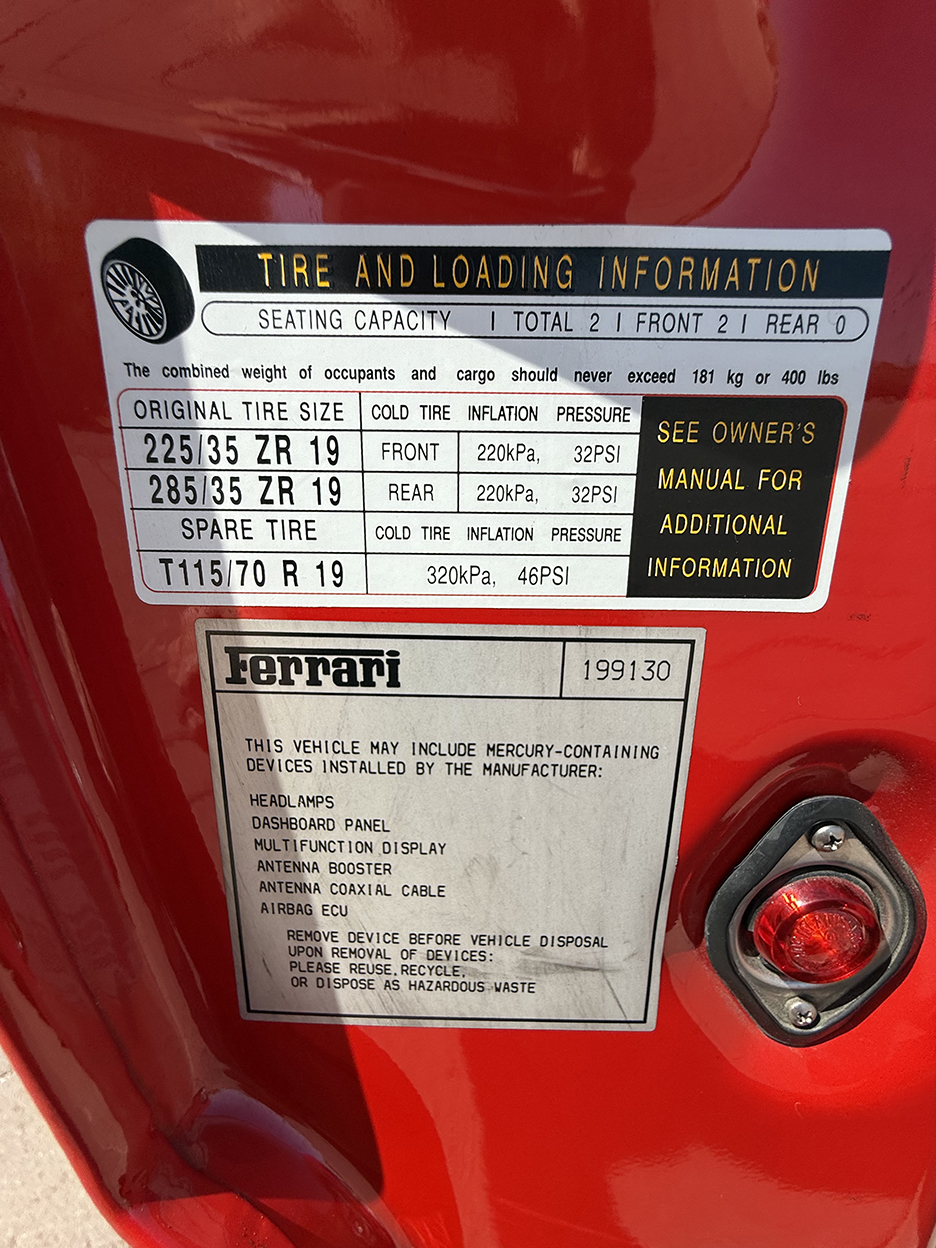 TIRE AND LOADING INFORMATION
SEATING CAPACITY | TOTAL 2 | FRONT 2 | REAR 0
The combined weight of occupants and cargo should never exceed 181 kg or 400 lbs
ORIGINAL TIRE SIZE COLD TIRE INFLATION PRESSURE
225/35 ZR 19 FRONT 220kPa, 32PSI
285/35 ZR 19 REAR 220kPa, 32PSI
SPARE TIRE COLD TIRE INFLATION PRESSURE
T115/70 R 19 320kPa, 46PSI
SEE OWNER'S
MANUAL FOR
ADDITIONAL
INFORMATION
Ferrari 199130
THIS VEHICLE MAY INCLUDE MERCURY-CONTAINING
DEVICES INSTALLED BY THE MANUFACTURER:
HEADLAMPS
DASHBOARD PANEL
MULTIFUNCTION DISPLAY
ANTENNA BOOSTER
ANTENNA COAXIAL CABLE
AIRBAG ECU
REMOVE DEVICE BEFORE VEHICLE DISPOSAL
UPON REMOVAL OF DEVICES:
PLEASE REUSE, RECYCLE,
OR DISPOSE AS HAZARDOUS WASTE